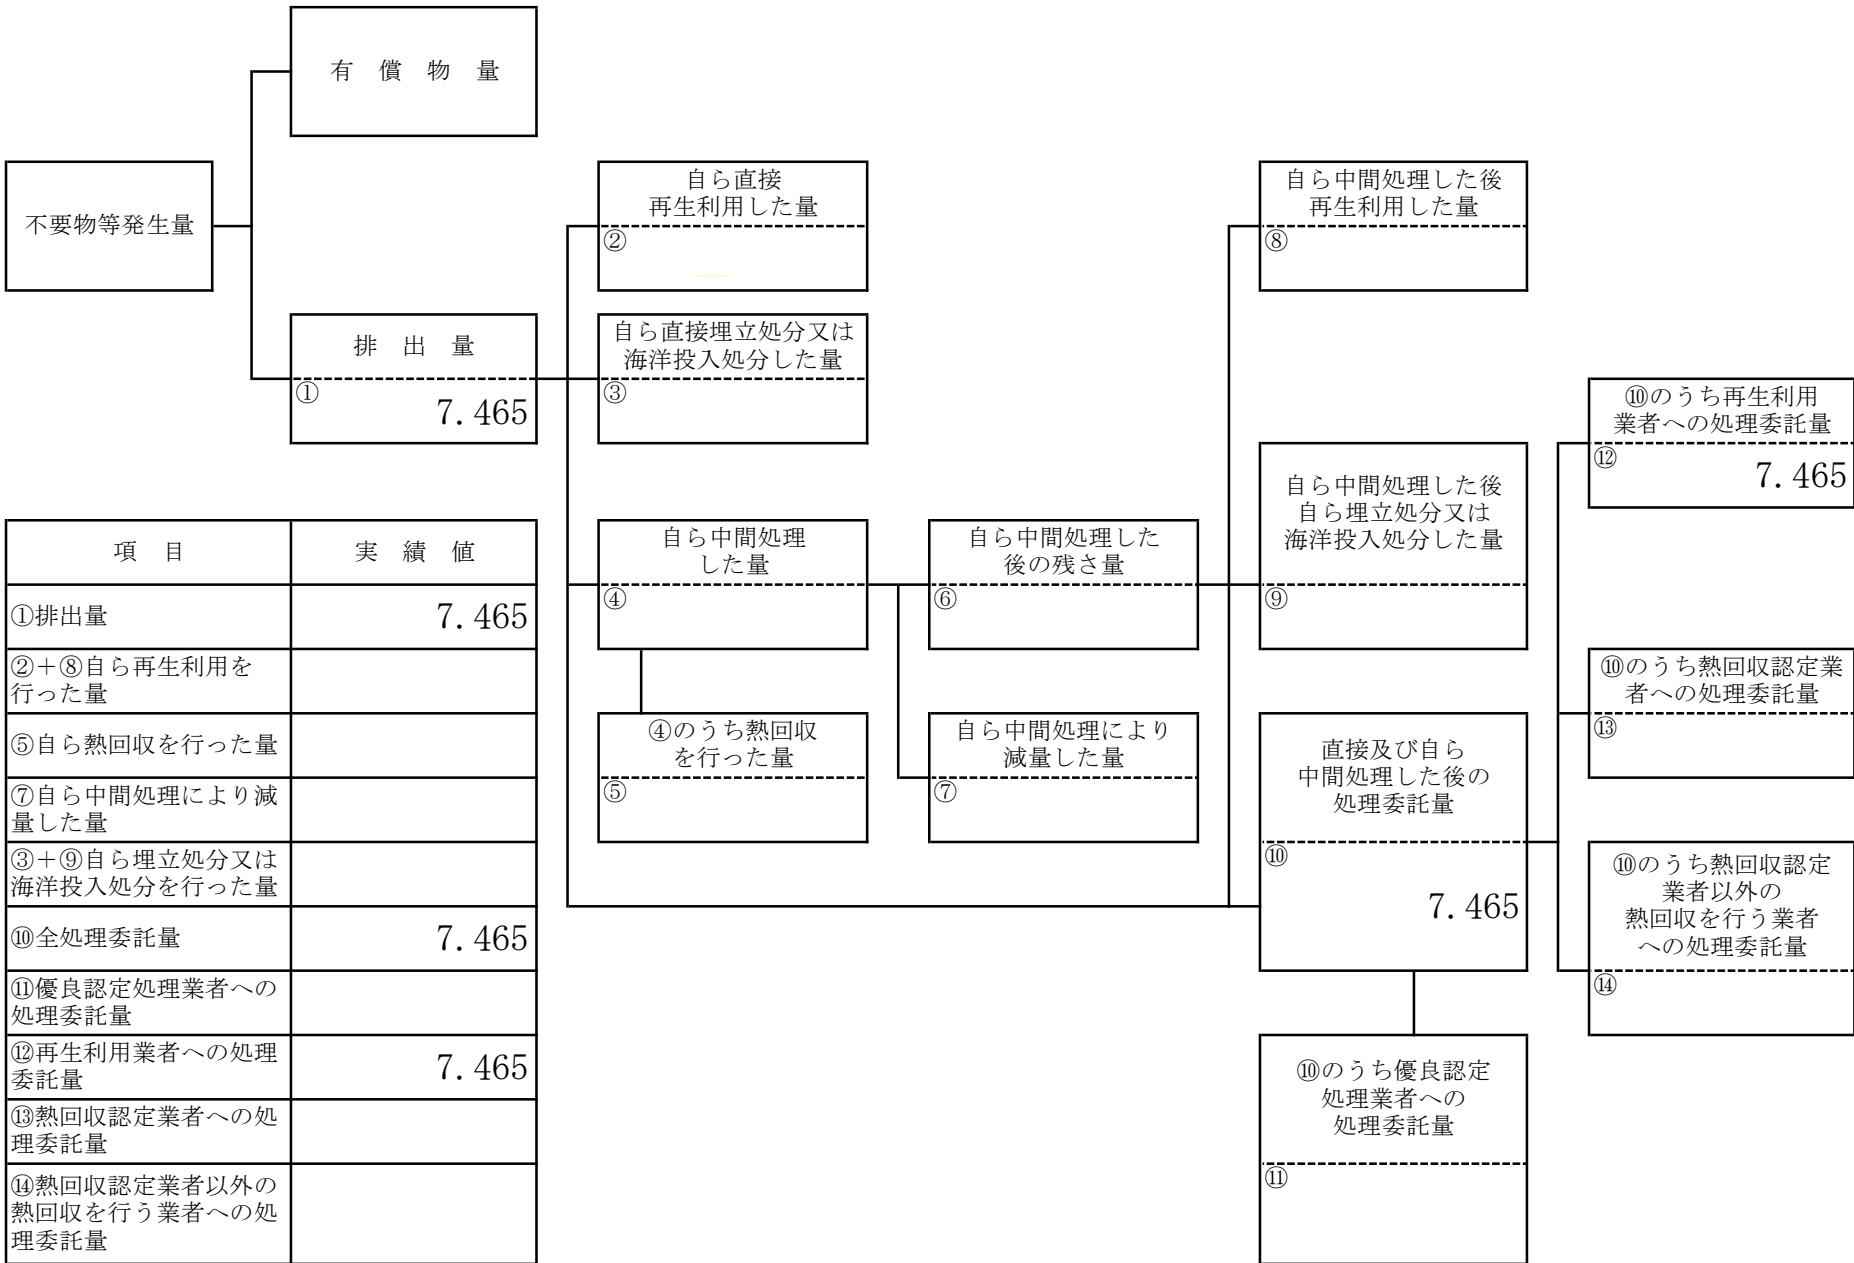 有 償 物 量
不要物等発生量
自ら直接
再生利用した量
②
自ら中間処理した後
再生利用した量
⑧
排 出 量
①
7.465
自ら直接埋立処分又は
海洋投入処分した量
③
⑩のうち再生利用
業者への処理委託量
⑫
7.465
自ら中間処理した後
自ら埋立処分又は
海洋投入処分した量
⑨
自ら中間処理
した量
④
自ら中間処理した
後の残さ量
⑥
⑩のうち熱回収認定業
者への処理委託量
⑬
④のうち熱回収
を行った量
⑤
自ら中間処理により
減量した量
⑦
直接及び自ら
中間処理した後の
処理委託量
⑩
7.465
⑩のうち熱回収認定
業者以外の
熱回収を行う業者
への処理委託量
⑭
⑩のうち優良認定
処理業者への
処理委託量
⑪
項 目 実 績 値
①排出量 7.465
②+⑧自ら再生利用を
行った量
⑤自ら熱回収を行った量
⑦自ら中間処理により減
量した量
③+⑨自ら埋立処分又は
海洋投入処分を行った量
⑩全処理委託量 7.465
⑪優良認定処理業者への
処理委託量
⑫再生利用業者への処理
委託量 7.465
⑬熱回収認定業者への処
理委託量
⑭熱回収認定業者以外の
熱回収を行う業者への処
理委託量